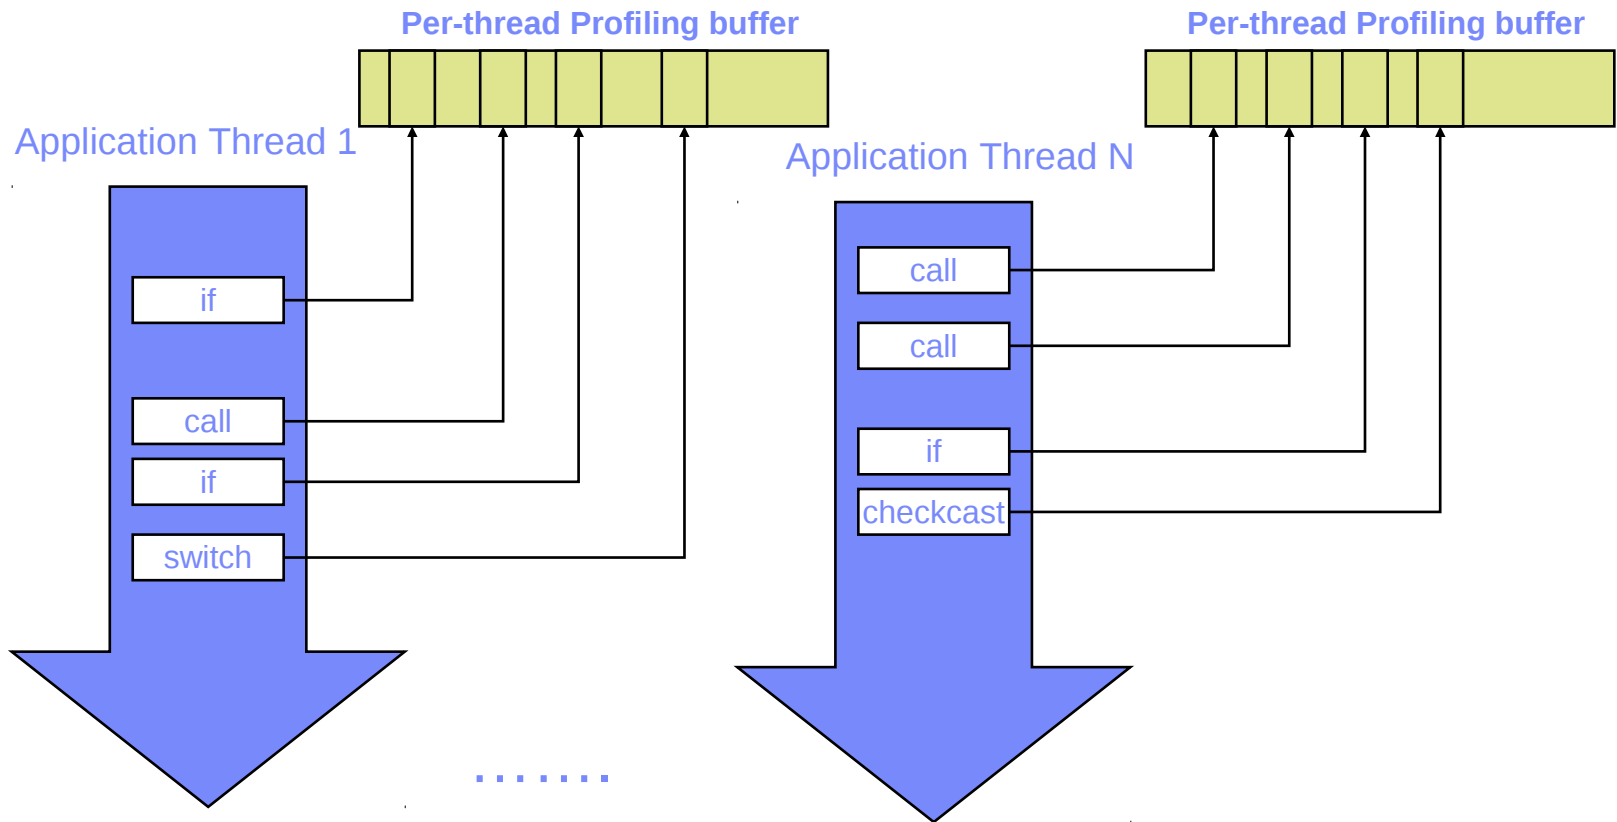 Per-thread Profiling buffer
Application Thread 1
if
call
if
switch
Per-thread Profiling buffer
Application Thread N
call
call
if
checkcast
.......